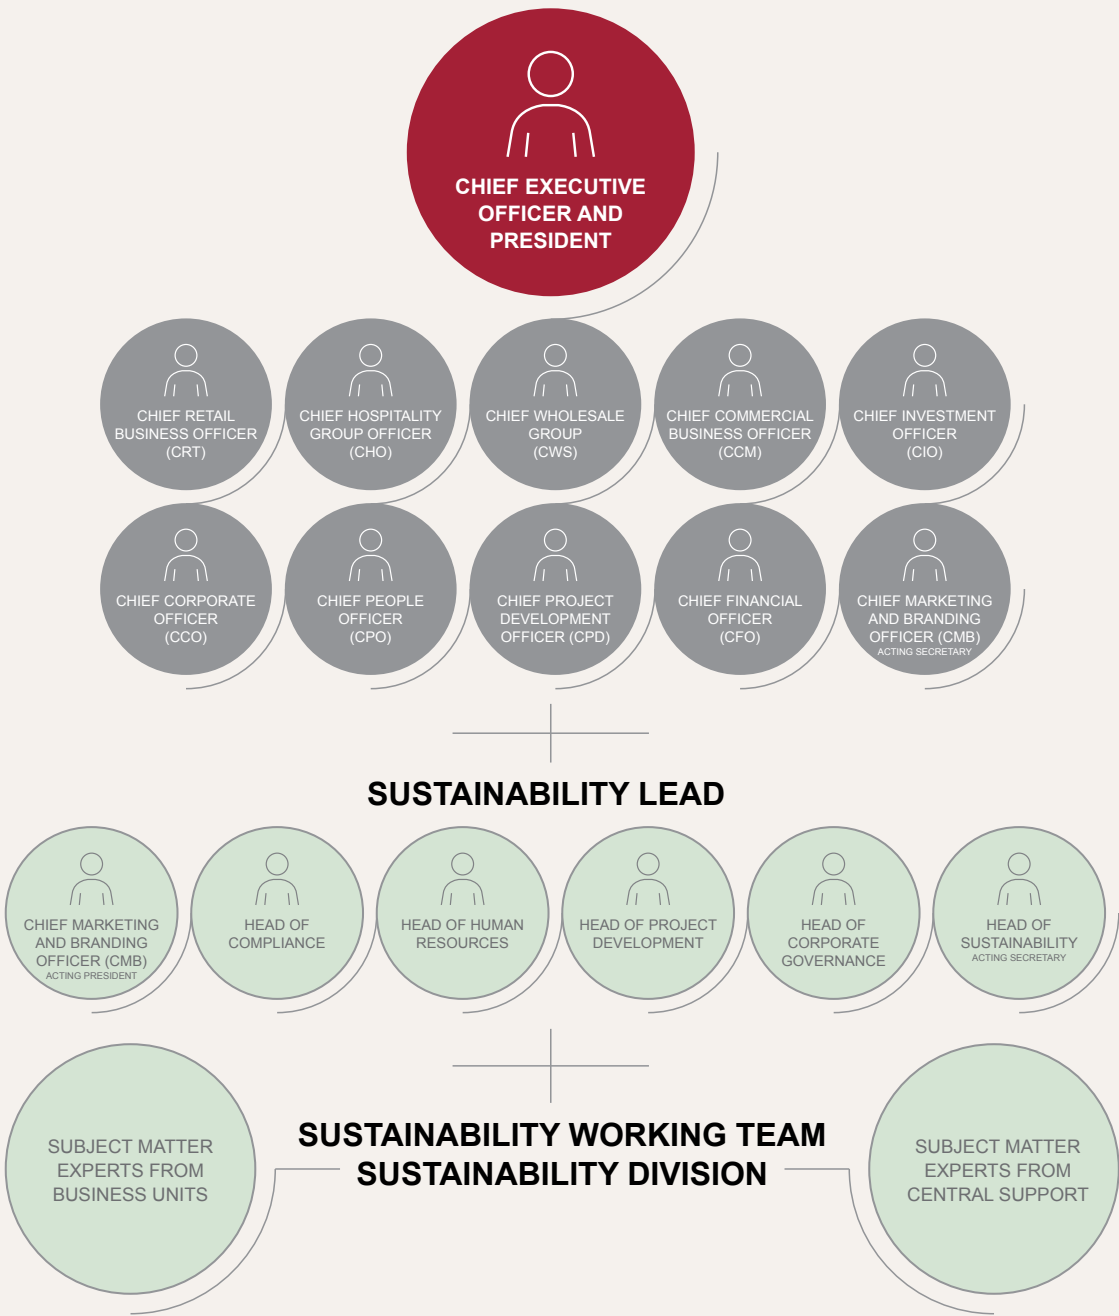 CHIEF EXECUTIVE
OFFICER AND
PRESIDENT
CHIEF RETAIL
BUSINESS OFFICER
(CRT)
CHIEF HOSPITALITY
GROUP OFFICER
(CHO)
CHIEF WHOLESALE
GROUP
(CWS)
CHIEF COMMERCIAL
BUSINESS OFFICER
(CCM)
CHIEF INVESTMENT
OFFICER
(CIO)
CHIEF CORPORATE
OFFICER
(CCO)
CHIEF PEOPLE
OFFICER
(CPO)
CHIEF PROJECT
DEVELOPMENT
OFFICER (CPD)
CHIEF FINANCIAL
OFFICER
(CFO)
CHIEF MARKETING
AND BRANDING
OFFICER (CMB)
ACTING SECRETARY
SUSTAINABILITY LEAD
CHIEF MARKETING
AND BRANDING
OFFICER (CMB)
ACTING PRESIDENT
HEAD OF
COMPLIANCE
HEAD OF HUMAN
RESOURCES
HEAD OF PROJECT
DEVELOPMENT
HEAD OF
CORPORATE
GOVERNANCE
HEAD OF
SUSTAINABILITY
ACTING SECRETARY
SUBJECT MATTER
EXPERTS FROM
BUSINESS UNITS
SUSTAINABILITY WORKING TEAM
SUSTAINABILITY DIVISION
SUBJECT MATTER
EXPERTS FROM
CENTRAL SUPPORT